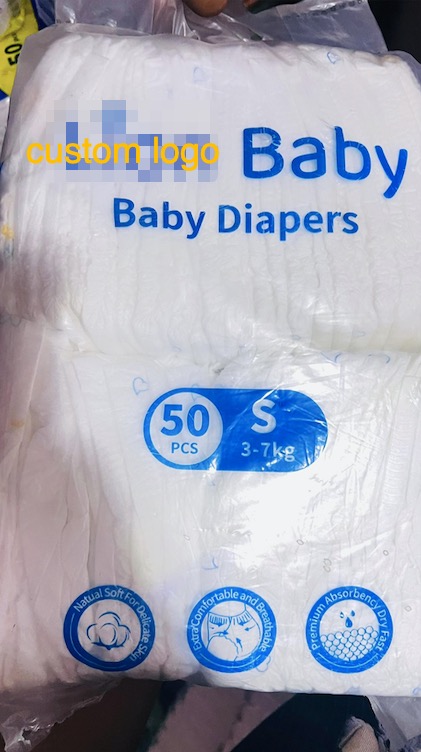 50
custom logo Baby
Baby Diapers
50
PCS
S
3-7kg
Natural Soft For Delicate Skin
Extra Comfortable and Breathable
Premium Absorbency Dry Fast